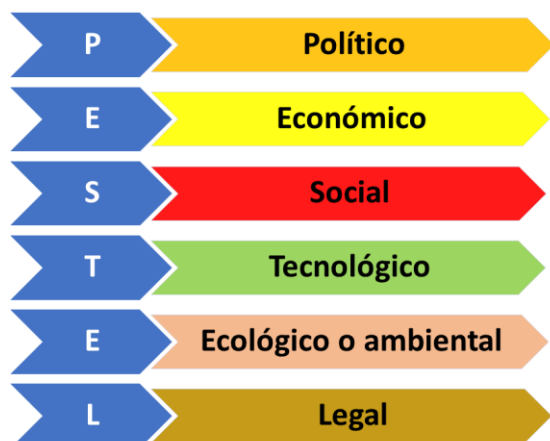 P Político
E Económico
S Social
T Tecnológico
E Ecológico o ambiental
L Legal